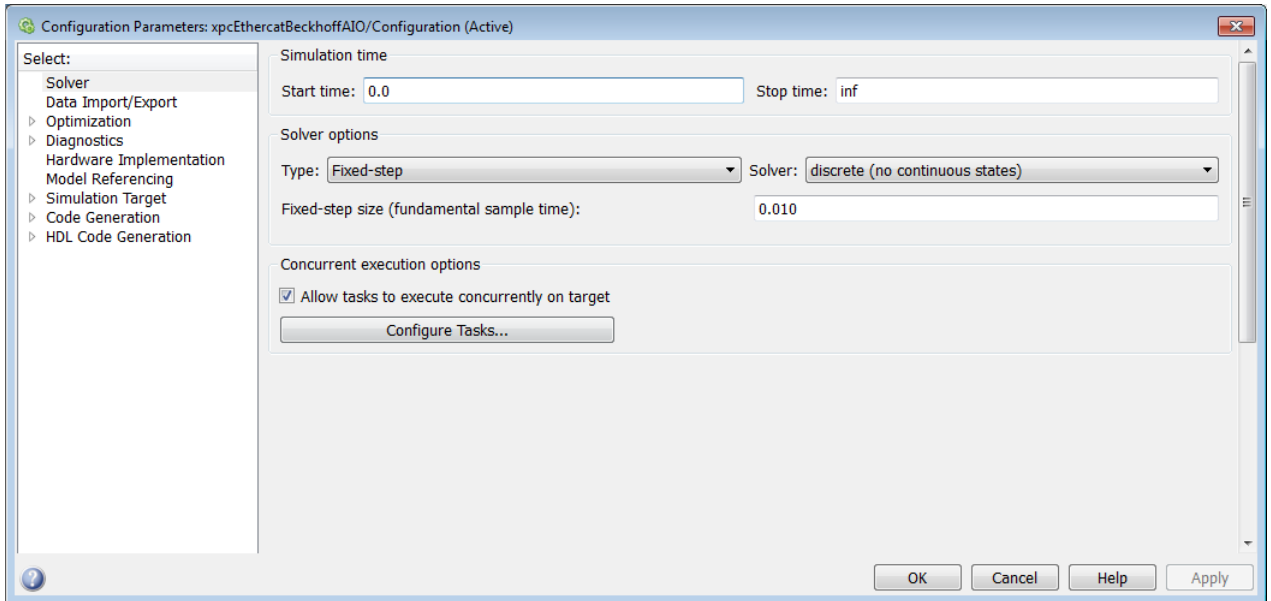 Configuration Parameters: xpcEthercatBeckhoffAIO/Configuration (Active)
Select:
Solver
Data Import/Export
Optimization
Diagnostics
Hardware Implementation
Model Referencing
Simulation Target
Code Generation
HDL Code Generation
Simulation time
Start time: 0.0 Stop time: inf
Solver options
Type: Fixed-step Solver: discrete (no continuous states)
Fixed-step size (fundamental sample time): 0.010
Concurrent execution options
Allow tasks to execute concurrently on target
Configure Tasks...
OK Cancel Help Apply